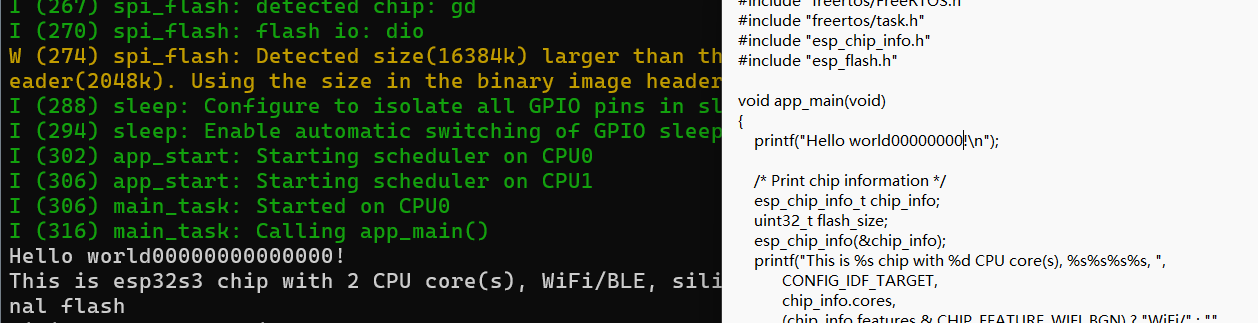 I (267) spi_flash: detected chip: gd
I (270) spi_flash: flash io: dio
W (274) spi_flash: Detected size(16384k) larger than th
eader(2048k). Using the size in the binary image header
I (288) sleep: Configure to isolate all GPIO pins in sl
I (294) sleep: Enable automatic switching of GPIO sleep
I (302) app_start: Starting scheduler on CPU0
I (306) app_start: Starting scheduler on CPU1
I (306) main_task: Started on CPU0
I (316) main_task: Calling app_main()
Hello world000000000000000!
This is esp32s3 chip with 2 CPU core(s), WiFi/BLE, sili
nal flash
#include "freertos/FreeRTOS.h"
#include "freertos/task.h"
#include "esp_chip_info.h"
#include "esp_flash.h"
void app_main(void)
{
printf("Hello world00000000!\n");
/* Print chip information */
esp_chip_info_t chip_info;
uint32_t flash_size;
esp_chip_info(&chip_info);
printf("This is %s chip with %d CPU core(s), %s%s%s%s, ",
CONFIG_IDF_TARGET,
chip_info.cores,
(chip_info.features & CHIP_FEATURE_WIFI_BGN) ? "WiFi/" : ""